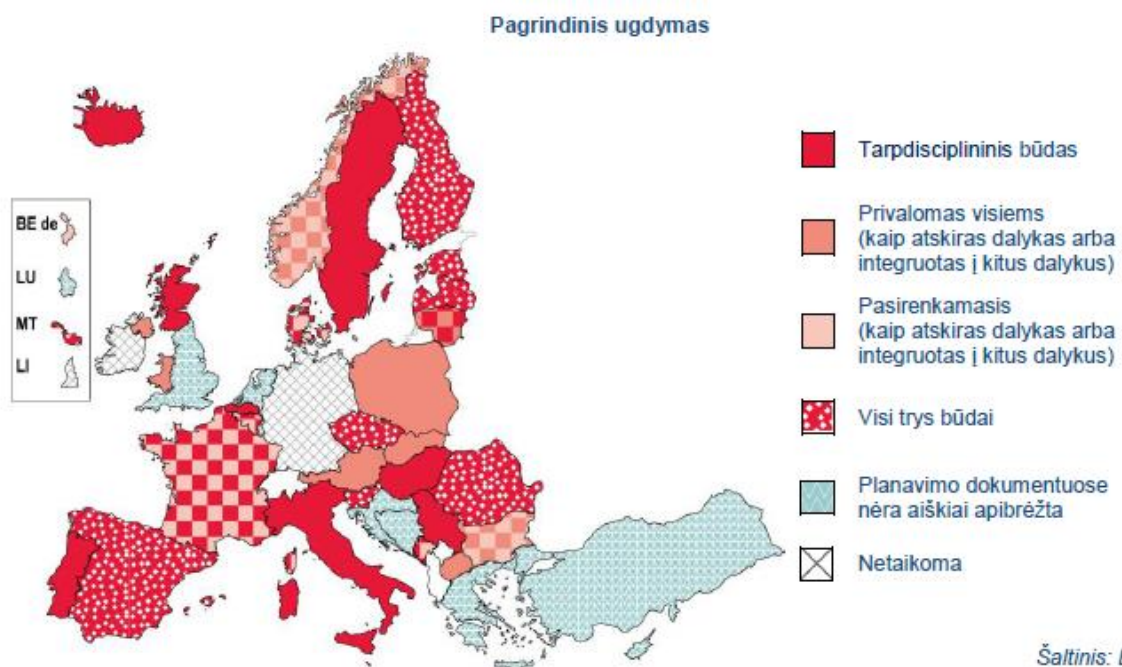 Pagrindinis ugdymas
BE de
LU
MT
LI
Tarpdisciplininis būdas
Privalomas visiems
(kaip atskiras dalykas arba
integruotas į kitus dalykus)
Pasirenkamasis
(kaip atskiras dalykas arba
integruotas į kitus dalykus)
Visi trys būdai
Planavimo dokumentuose
nėra aiškiai apibrėžta
Netaikoma
Šaltinis: